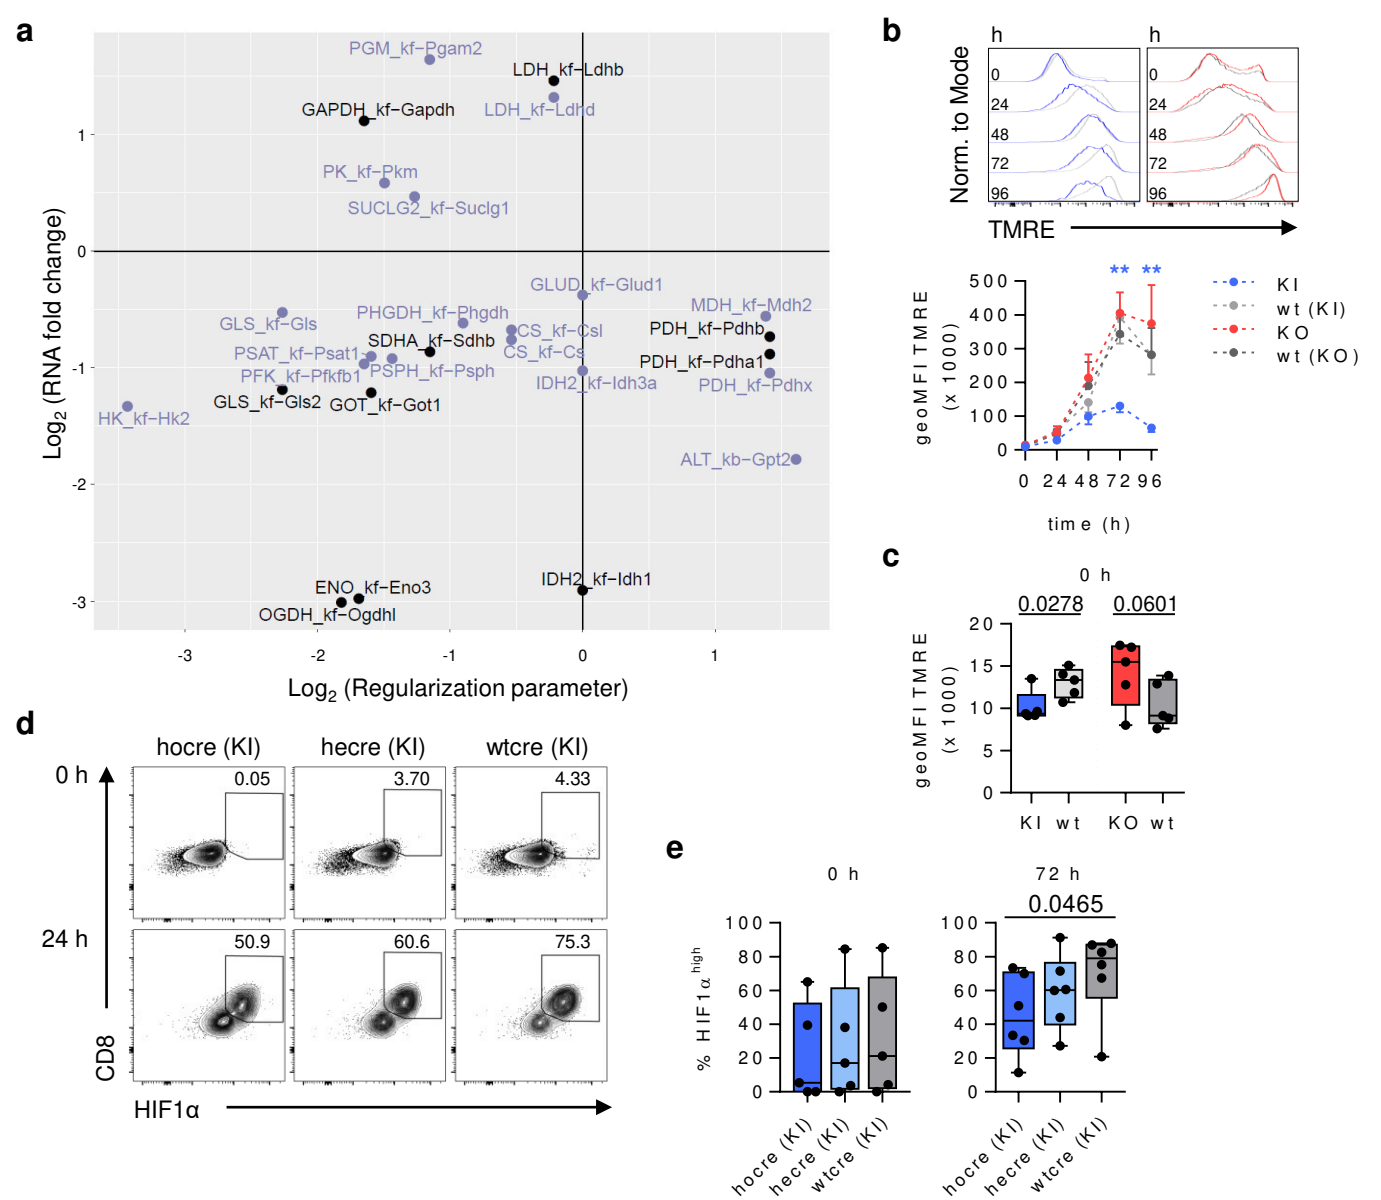 a
PGM_kf−Pgam2
LDH_kf−Ldhb
LDH_kf−Ldhd
GAPDH_kf−Gapdh
PK_kf−Pkm
SUCLG2_kf−Suclg1
GLUD_kf−Glud1
MDH_kf−Mdh2
GLS_kf−Gls
PHGDH_kf−Phgdh
CS_kf−Csl
PDH_kf−Pdhb
SDHA_kf−Sdhb
PSAT_kf−Psat1
CS_kf−Cs
PDH_kf−Pdha1
PFK_kf−Pfkfb1
PSPH_kf−Psph
IDH2_kf−Idh3a
PDH_kf−Pdhx
GLS_kf−Gls2
GOT_kf−Got1
HK_kf−Hk2
ALT_kb−Gpt2
ENO_kf−Eno3
IDH2_kf−Idh1
OGDH_kf−Ogdhl
1
0
-1
-2
-3
-3
-2
-1
0
1
Log2 (RNA fold change)
Log2 (Regularization parameter)
b
h
h
0
24
48
72
96
0
24
48
72
96
Norm. to Mode
TMRE
500
400
300
200
100
0
** **
geoMFI TMRE
(x 1000)
0 24 48 72 96
time (h)
KI
wt (KI)
KO
wt (KO)
c
0 h
0.0278 0.0601
20
15
10
5
0
geoMFI TMRE
(x 1000)
KI wt KO wt
d
hocre (KI) hecre (KI) wtcre (KI)
0 h
0.05 3.70 4.33
24 h
50.9 60.6 75.3
CD8
HIF1α
e
0 h
100
80
60
40
20
0
% HIF1α high
hocre (KI)
hecre (KI)
wtcre (KI)
72 h
0.0465
100
80
60
40
20
0
hocre (KI)
hecre (KI)
wtcre (KI)